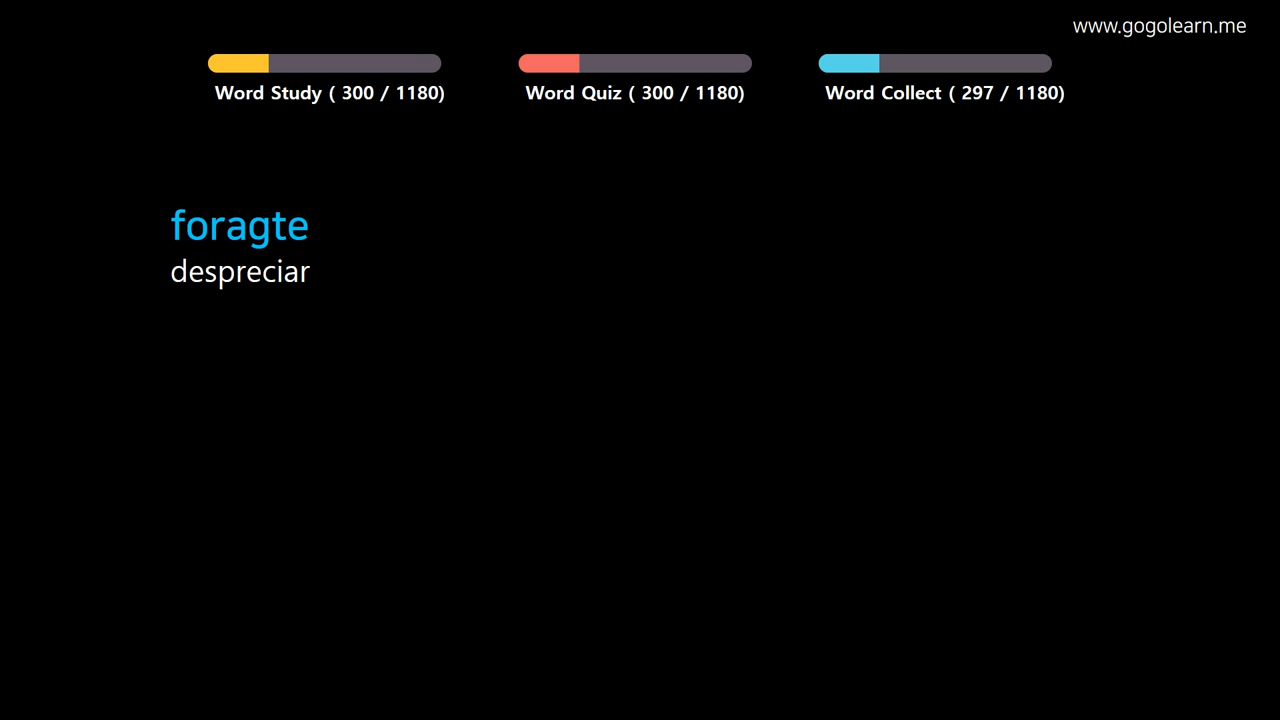 www.gogolearn.me
Word Study ( 300 / 1180)
Word Quiz ( 300 / 1180)
Word Collect ( 297 / 1180)
foragte
despreciar